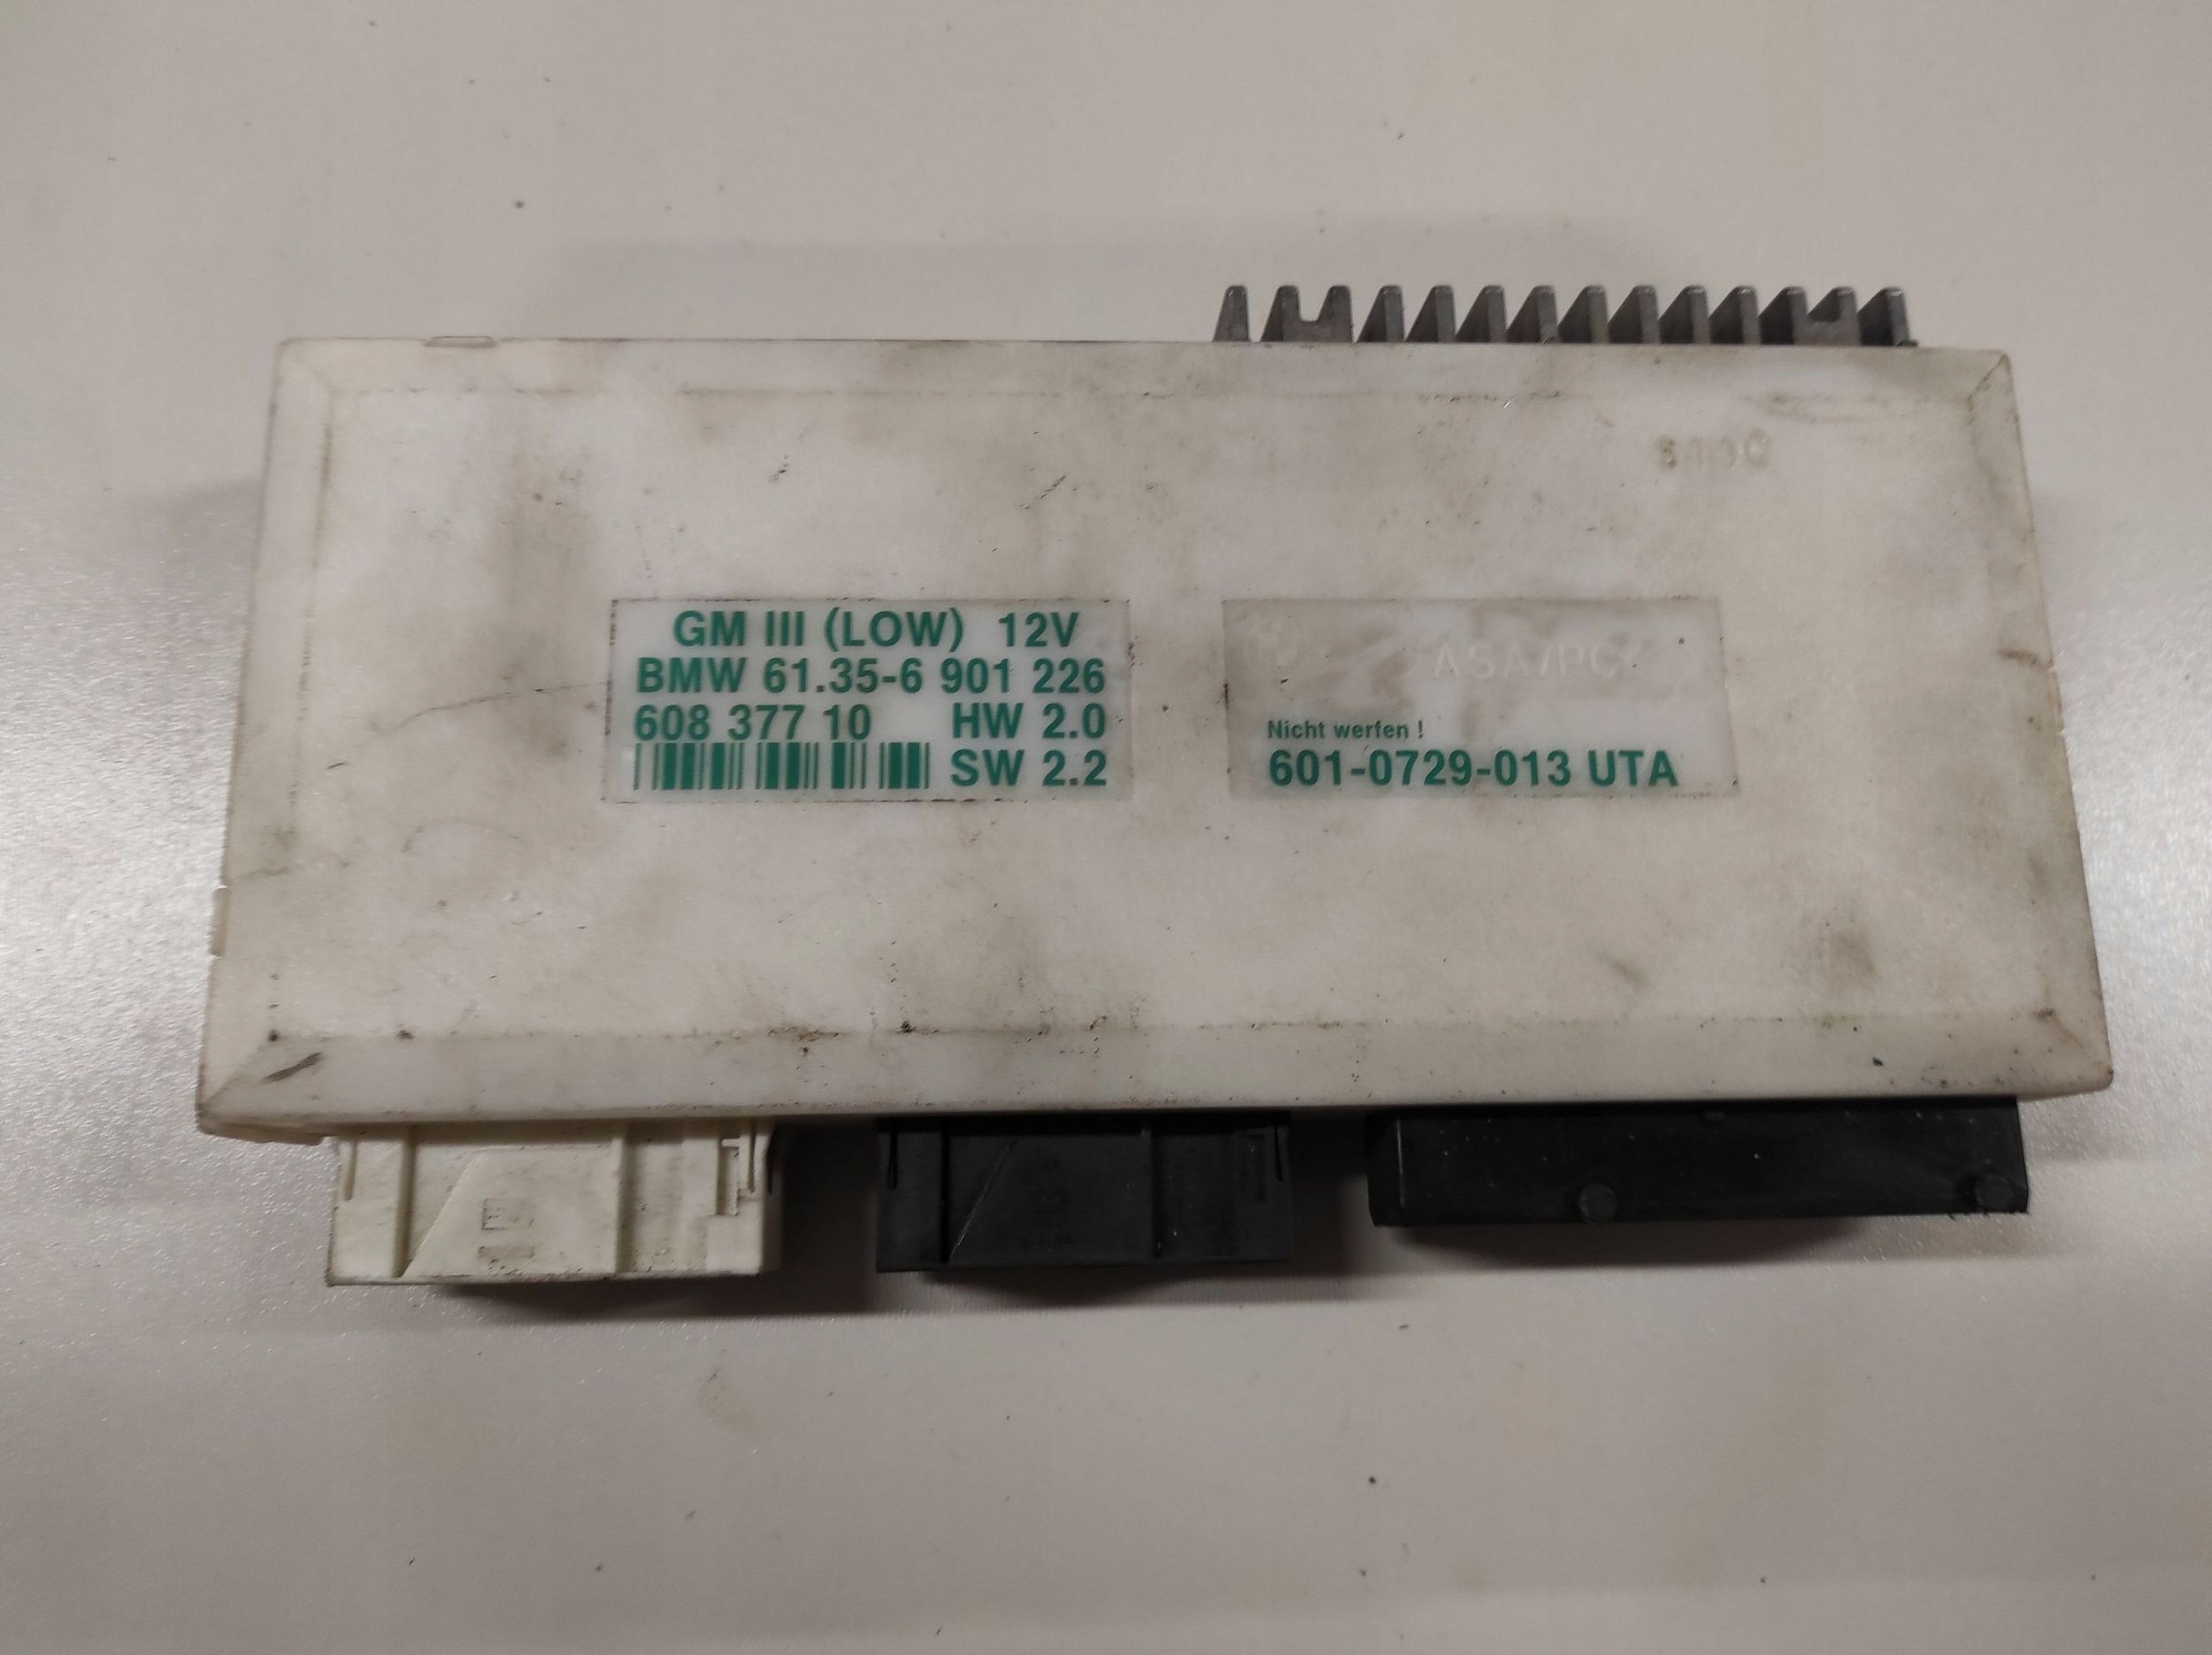 GM III (LOW) 12V
BMW 61.35-6 901 226
608 377 10 HW 2.0
SW 2.2
Nicht werfen !
601-0729-013 UTA